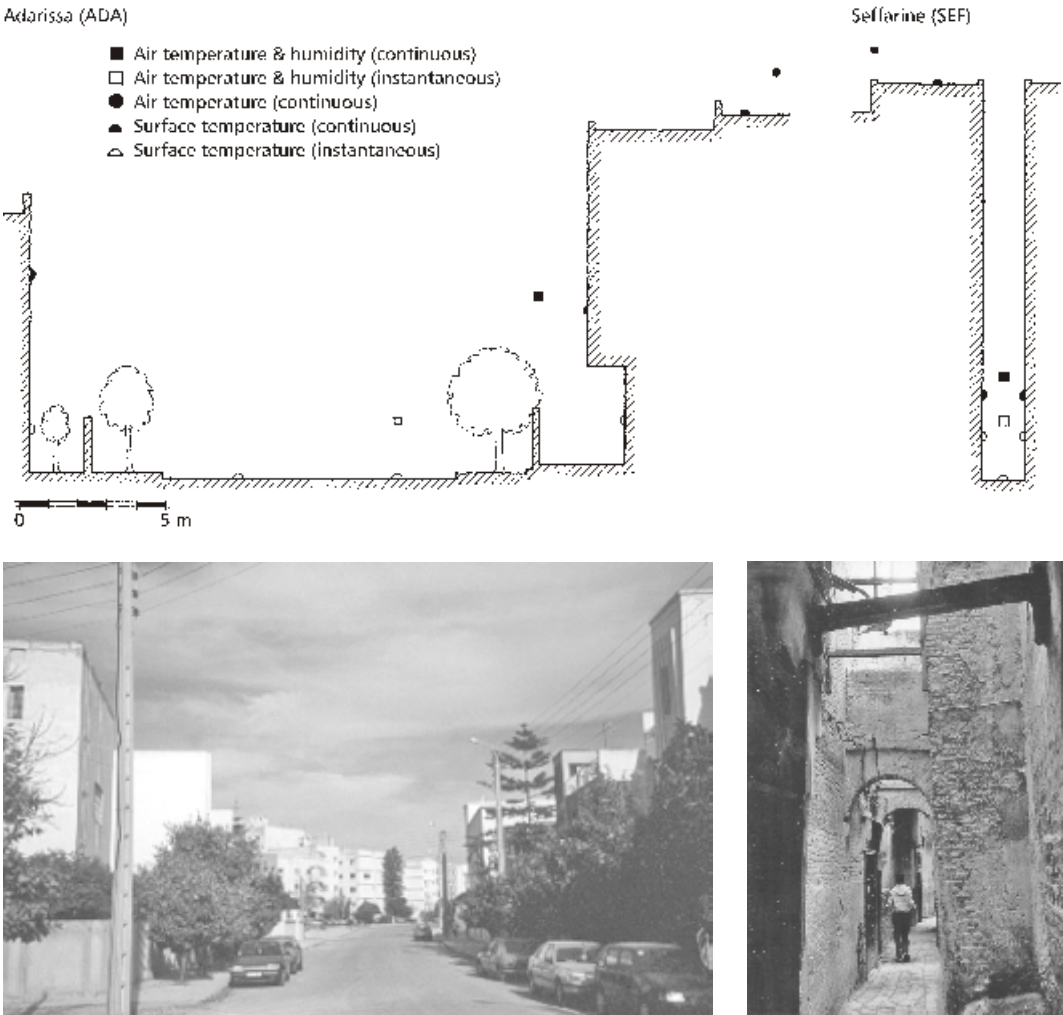 Adarissa (ADA)
Seffarine (SEF)
Air temperature & humidity (continuous)
Air temperature & humidity (instantaneous)
Air temperature (continuous)
Surface temperature (continuous)
Surface temperature (instantaneous)
0 5 m